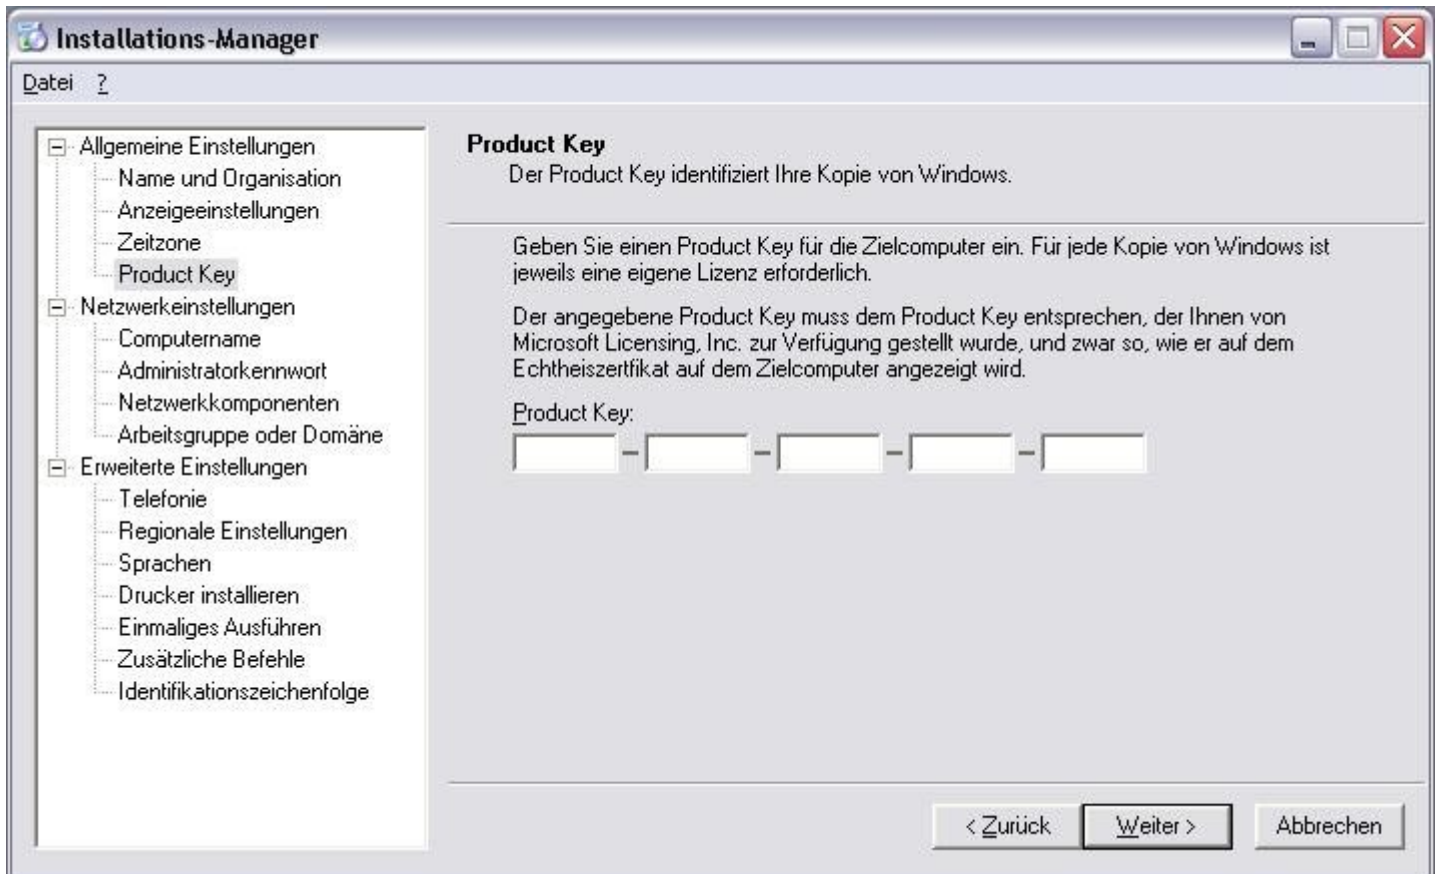 Installations-Manager
Datei ?
Allgemeine Einstellungen
Name und Organisation
Anzeigeeinstellungen
Zeitzone
Product Key
Netzwerkeinstellungen
Computername
Administratorkennwort
Netzwerkkomponenten
Arbeitsgruppe oder Domäne
Erweiterte Einstellungen
Telefonie
Regionale Einstellungen
Sprachen
Drucker installieren
Einmaliges Ausführen
Zusätzliche Befehle
Identifikationszeichenfolge
Product Key
Der Product Key identifiziert Ihre Kopie von Windows.
Geben Sie einen Product Key für die Zielcomputer ein. Für jede Kopie von Windows ist
jeweils eine eigene Lizenz erforderlich.
Der angegebene Product Key muss dem Product Key entsprechen, der Ihnen von
Microsoft Licensing, Inc. zur Verfügung gestellt wurde, und zwar so, wie er auf dem
Echtheiszertfikat auf dem Zielcomputer angezeigt wird.
Product Key:
< Zurück Weiter > Abbrechen